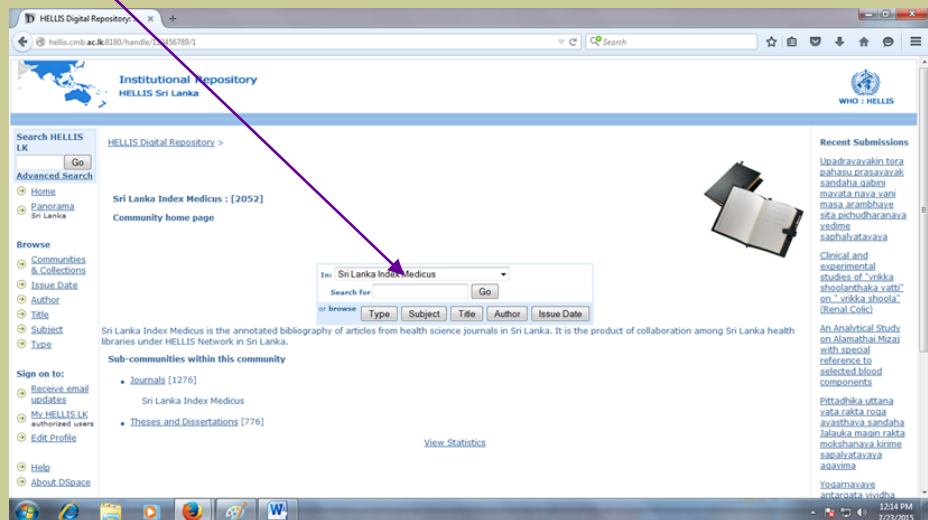 HELLIS Digital Repository: ...
hellis.cmb.ac.lk:8180/handle/123456789/1
Search
Institutional Repository
HELLIS Sri Lanka
WHO : HELLIS
Search HELLIS
LK
Go
Advanced Search
Home
Panorama
Sri Lanka
Browse
Communities
& Collections
Issue Date
Author
Title
Subject
Type
Sign on to:
Receive email
updates
My HELLIS LK
authorized users
Edit Profile
Help
About DSpace
HELLIS Digital Repository >
Sri Lanka Index Medicus : [2052]
Community home page
In: Sri Lanka Index Medicus
Search for Go
or browse Type Subject Title Author Issue Date
Sri Lanka Index Medicus is the annotated bibliography of articles from health science journals in Sri Lanka. It is the product of collaboration among Sri Lanka health
libraries under HELLIS Network in Sri Lanka.
Sub-communities within this community
Journals [1276]
Sri Lanka Index Medicus
Theses and Dissertations [776]
View Statistics
Recent Submissions
Upadravayakin tora
pahasu prasavayak
sandaha gabini
mavata nava vani
masa arambhaye
sita pichudharanaya
yedime
saphalyatavaya
Clinical and
experimental
studies of "vrikka
shoolanthaka vatti"
on " vrikka shoola"
(Renal Colic)
An Analytical Study
on Alamathai Mizaj
with special
reference to
selected blood
components
Pittadhika uttana
vata rakta roga
avasthava sandaha
Jalauka magin rakta
mokshanaya kirime
sapalyatavaya
agayima
Yogarnavaye
antargata vividha
12:14 PM
7/23/2015